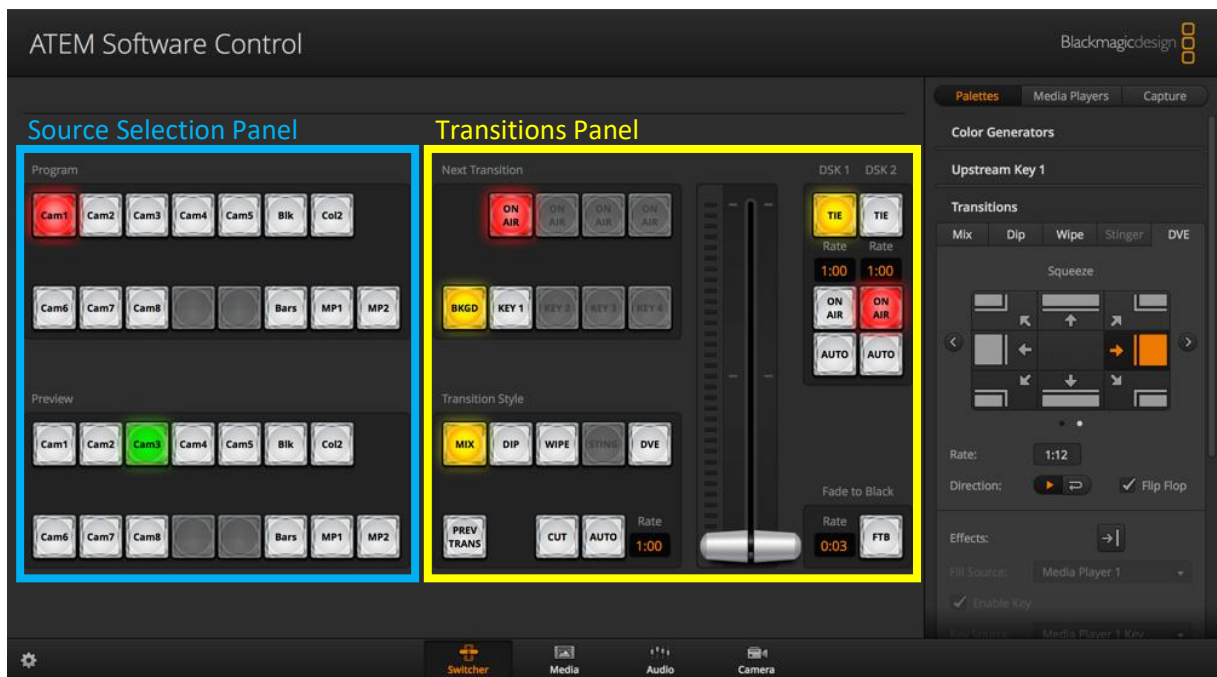 ATEM Software Control
Blackmagicdesign
Palettes Media Players Capture
Source Selection Panel
Transitions Panel
Program
Cam1 Cam2 Cam3 Cam4 Cam5 Blk Col2
Cam6 Cam7 Cam8 Bars MP1 MP2
Preview
Cam1 Cam2 Cam3 Cam4 Cam5 Blk Col2
Cam6 Cam7 Cam8 Bars MP1 MP2
Next Transition
ON AIR ON AIR ON AIR ON AIR
BKGD KEY 1 KEY 2 KEY 3 KEY 4
Transition Style
MIX DIP WIPE STING DVE
PREV TRANS CUT AUTO
Rate
1:00
DSK 1 DSK 2
TIE TIE
Rate Rate
1:00 1:00
ON AIR ON AIR
AUTO AUTO
Fade to Black
Rate
0:03
FTB
Color Generators
Upstream Key 1
Transitions
Mix Dip Wipe Stinger DVE
Squeeze
Rate: 1:12
Direction: Flip Flop
Effects:
Fill Source: Media Player 1
Enable Key
Key Source: Media Player 1 Key
Switcher Media Audio Camera